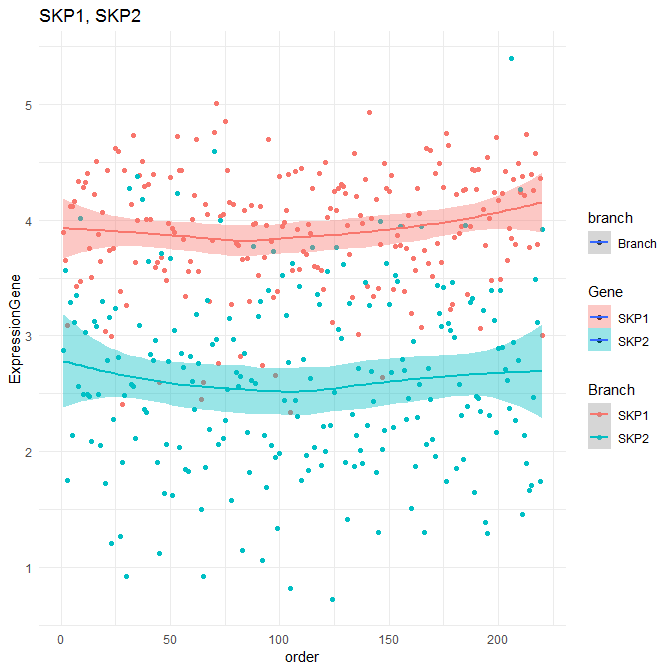 SKP1, SKP2
ExpressionGene
5
4
3
2
1
0
50
100
150
200
order
branch
Branch
Gene
SKP1
SKP2
Branch
SKP1
SKP2